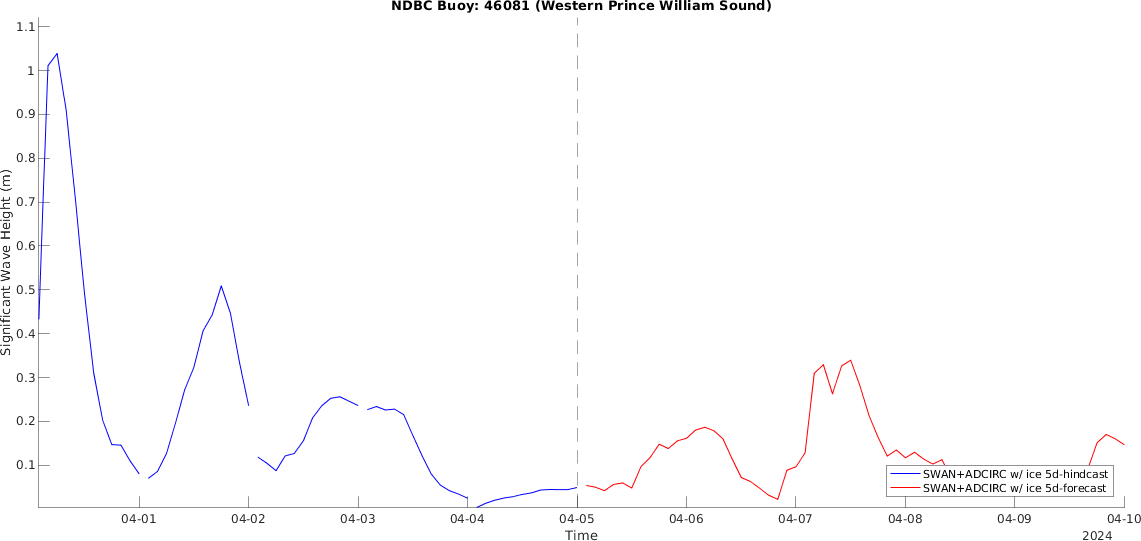 NDBC Buoy: 46081 (Western Prince William Sound)
1.1
1
0.9
0.8
0.7
0.6
0.5
0.4
0.3
0.2
0.1
Significant Wave Height (m)
SWAN+ADCIRC w/ ice 5d-hindcast
SWAN+ADCIRC w/ ice 5d-forecast
04-01 04-02 04-03 04-04 04-05 04-06 04-07 04-08 04-09 04-10
Time
2024